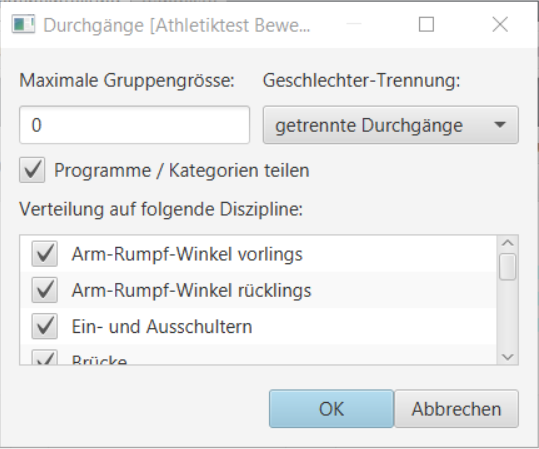 Durchgänge [Athletiktest Bewe...
Maximale Gruppengrösse: Geschlechter-Trennung:
0 getrennte Durchgänge
Programme / Kategorien teilen
Verteilung auf folgende Disziplinе:
Arm-Rumpf-Winkel vorlings
Arm-Rumpf-Winkel rücklings
Ein- und Ausschultern
Brücke
OK Abbrechen